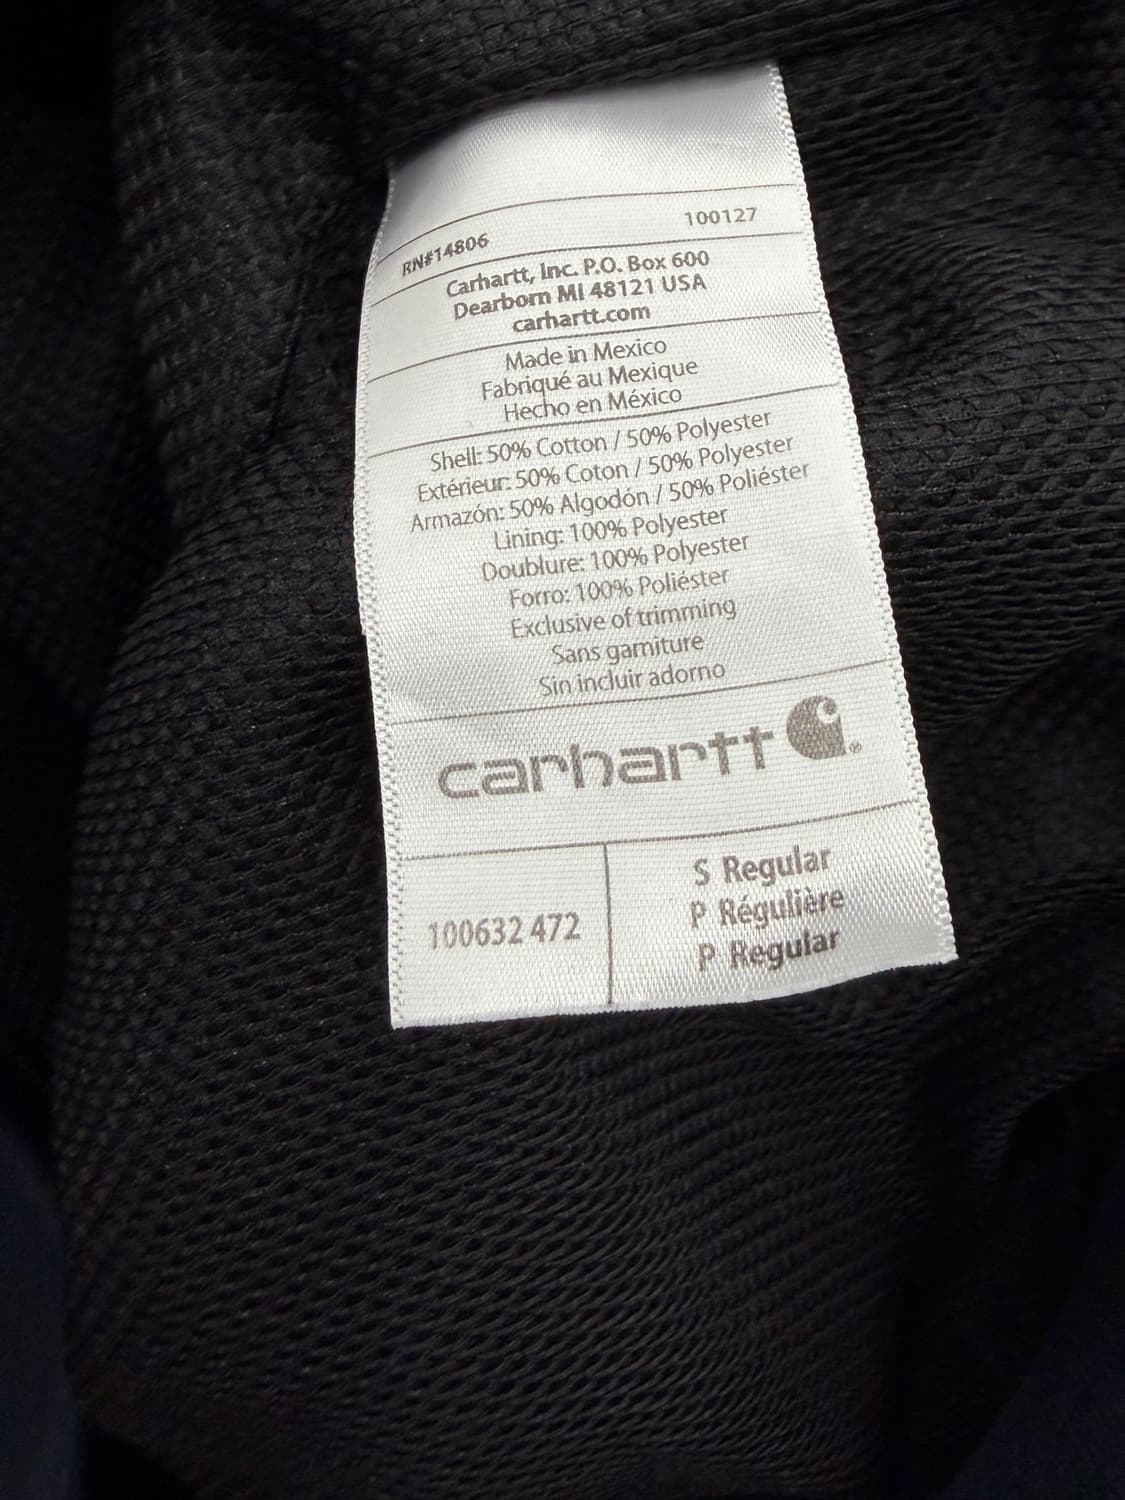 RN#14806 100127
Carhartt, Inc. P.O. Box 600
Dearborn MI 48121 USA
carhartt.com
Made in Mexico
Fabriqué au Mexique
Hecho en México
Shell: 50% Cotton / 50% Polyester
Extérieur: 50% Coton / 50% Polyester
Armazón: 50% Algodón / 50% Poliéster
Lining: 100% Polyester
Doublure: 100% Polyester
Forro: 100% Poliéster
Exclusive of trimming
Sans garniture
Sin incluir adorno
carhartt ®
S Regular
P Régulière
100632 472
P Regular